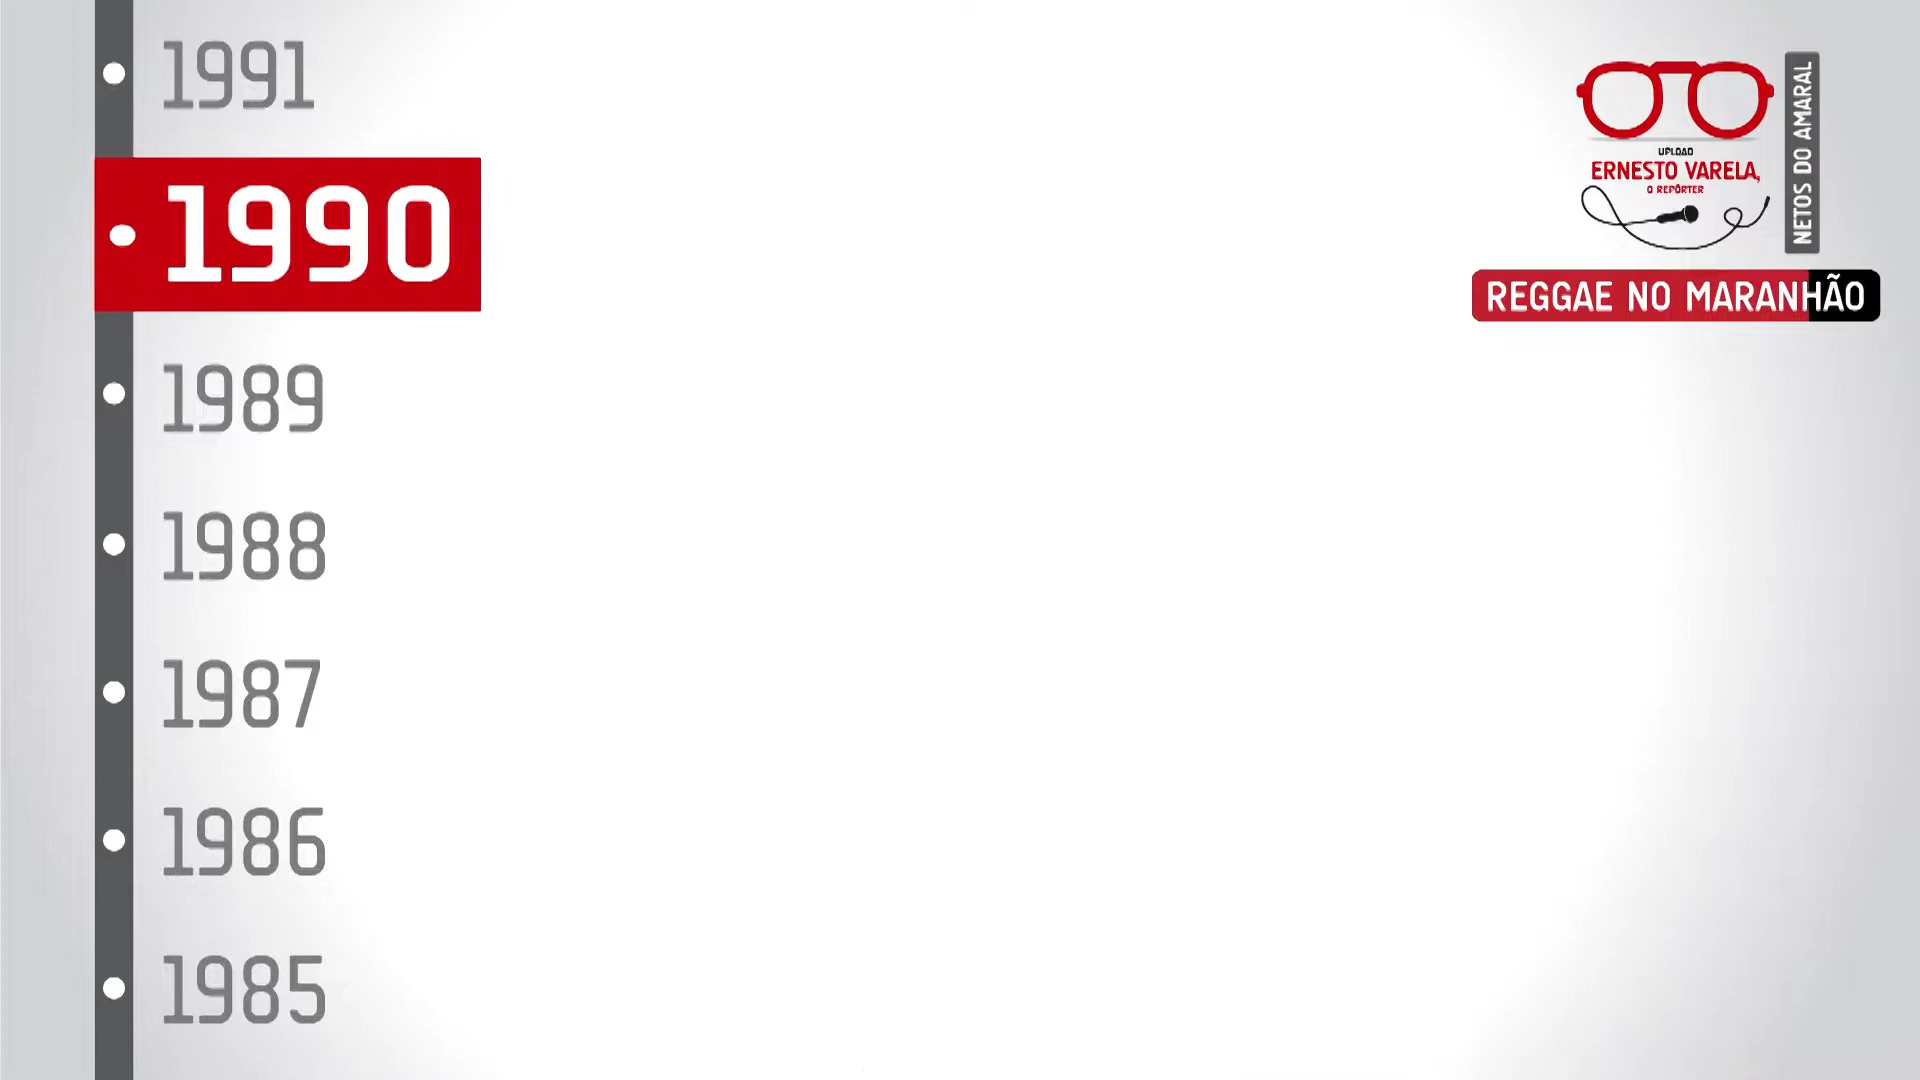 1991
1990
1989
1988
1987
1986
1985
UPLOAD
ERNESTO VARELA,
O REPÓRTER
NETOS DO AMARAL
REGGAE NO MARANHÃO